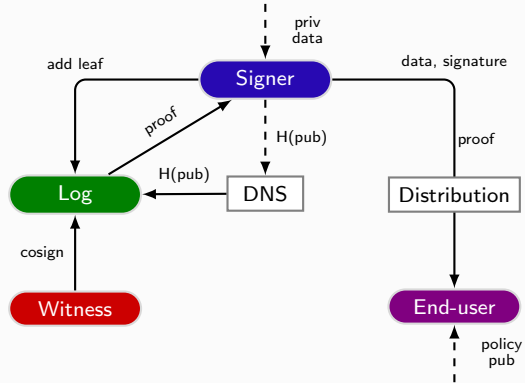 priv
data
add leaf
Signer
data, signature
proof
H(pub)
proof
H(pub)
Log
DNS
Distribution
cosign
Witness
End-user
policy
pub